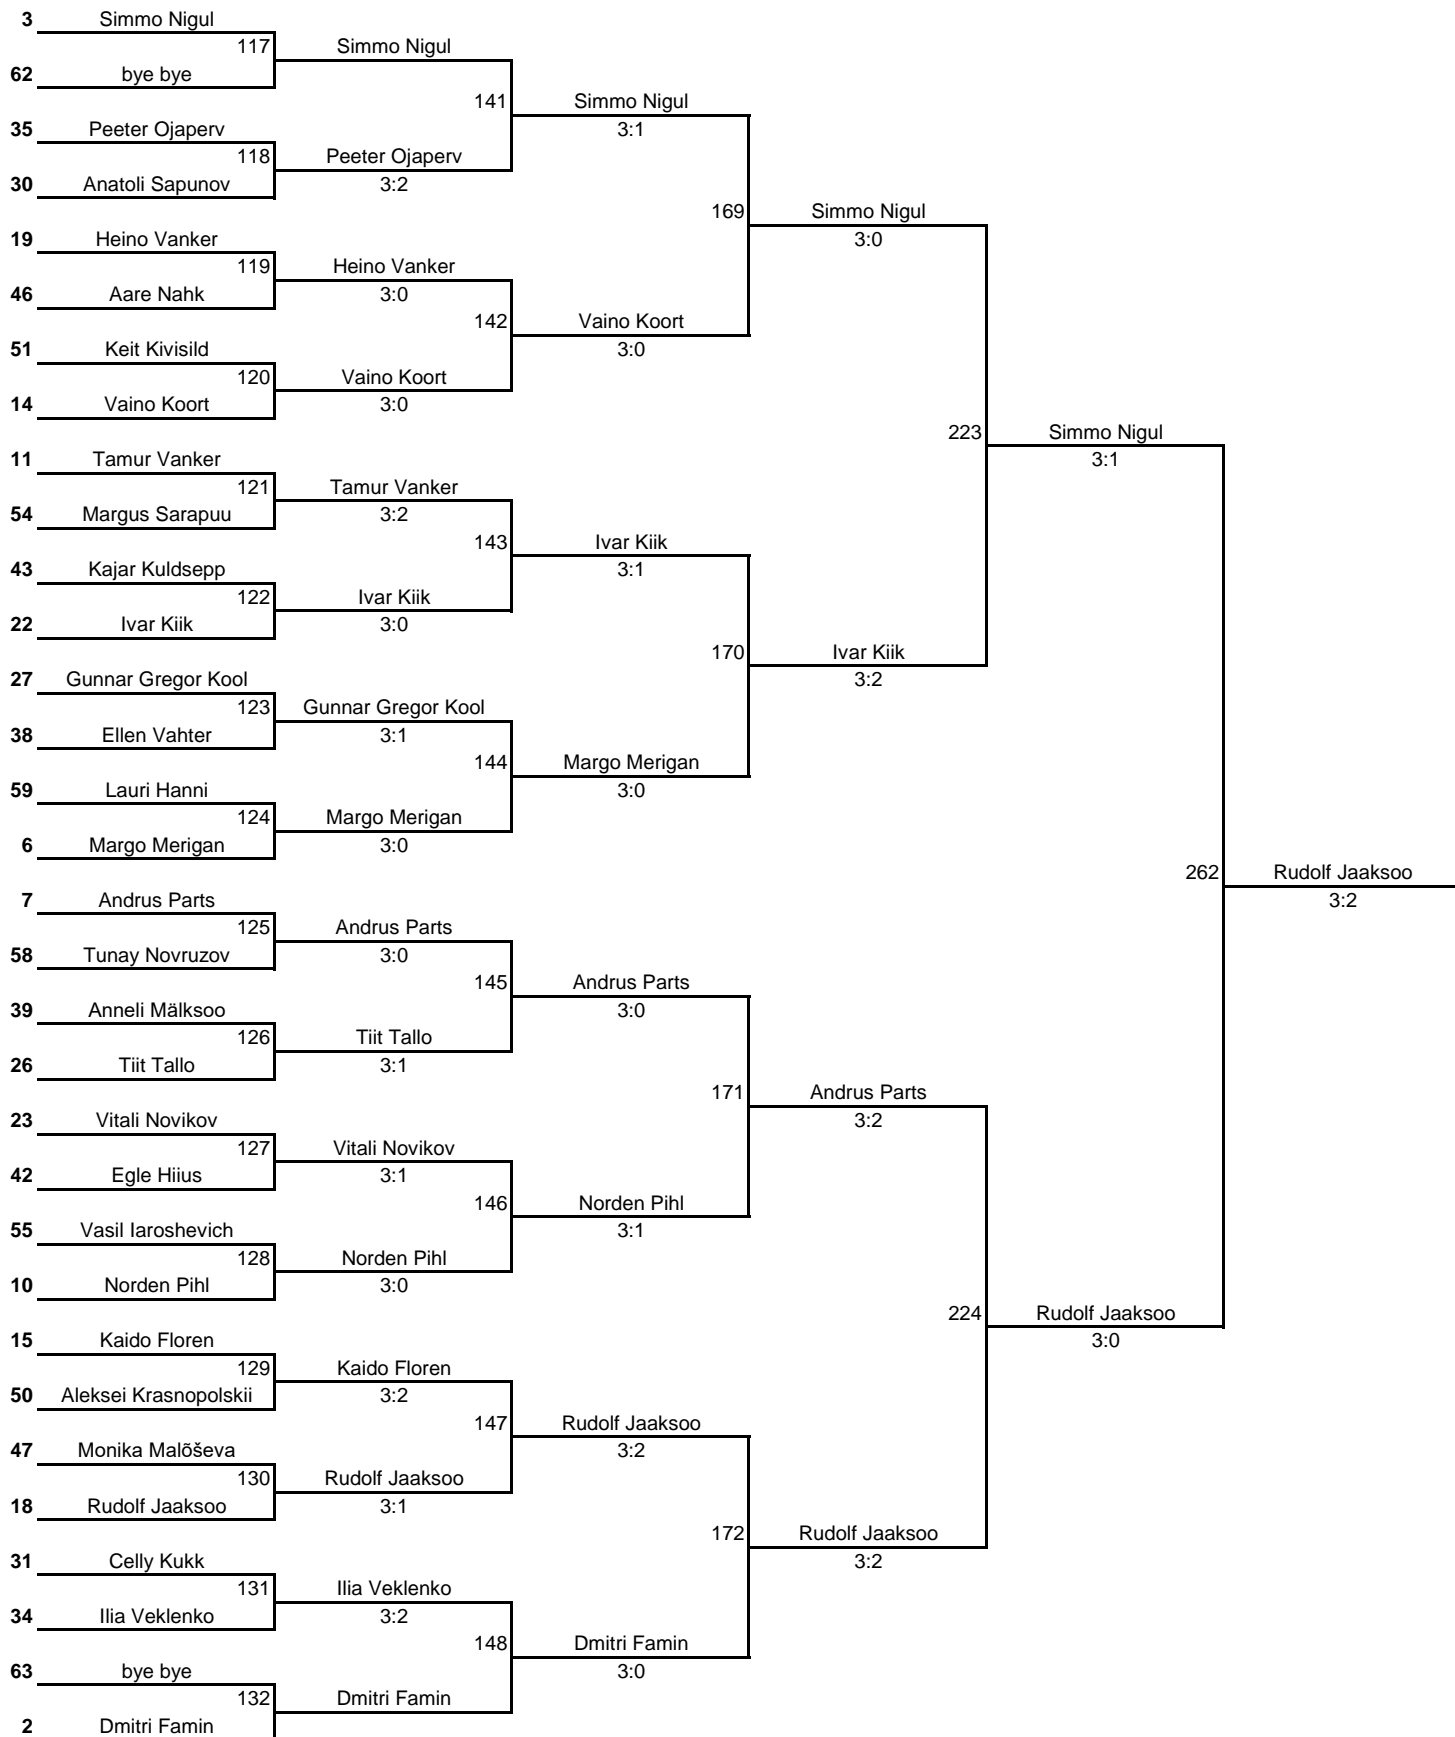 3 Simmo Nigul
117 Simmo Nigul
62 bye bye
141 Simmo Nigul
35 Peeter Ojaperv 3:1
118 Peeter Ojaperv
30 Anatoli Sapunov 3:2
169 Simmo Nigul
19 Heino Vanker 3:0
119 Heino Vanker
46 Aare Nahk 3:0
142 Vaino Koort
51 Keit Kivisild 3:0
120 Vaino Koort
14 Vaino Koort 3:0
223 Simmo Nigul
11 Tamur Vanker 3:1
121 Tamur Vanker
54 Margus Sarapuu 3:2
143 Ivar Kiik
43 Kajar Kuldsepp 3:1
122 Ivar Kiik
22 Ivar Kiik 3:0
170 Ivar Kiik
27 Gunnar Gregor Kool 3:2
123 Gunnar Gregor Kool
38 Ellen Vahter 3:1
144 Margo Merigan
59 Lauri Hanni 3:0
124 Margo Merigan
6 Margo Merigan 3:0
262 Rudolf Jaaksoo
7 Andrus Parts 3:2
125 Andrus Parts
58 Tunay Novruzov 3:0
145 Andrus Parts
39 Anneli Mälksoo 3:0
126 Tiit Tallo
26 Tiit Tallo 3:1
171 Andrus Parts
23 Vitali Novikov 3:2
127 Vitali Novikov
42 Egle Hiius 3:1
146 Norden Pihl
55 Vasil Iaroshevich 3:1
128 Norden Pihl
10 Norden Pihl 3:0
224 Rudolf Jaaksoo
15 Kaido Floren 3:0
129 Kaido Floren
50 Aleksei Krasnopolskii 3:2
147 Rudolf Jaaksoo
47 Monika Malõševa 3:2
130 Rudolf Jaaksoo
18 Rudolf Jaaksoo 3:1
172 Rudolf Jaaksoo
31 Celly Kukk 3:2
131 Ilia Veklenko
34 Ilia Veklenko 3:2
148 Dmitri Famin
63 bye bye 3:0
132 Dmitri Famin
2 Dmitri Famin